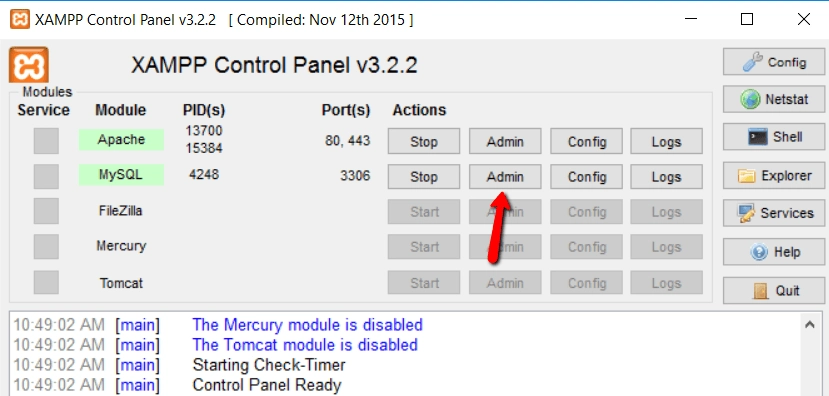 XAMPP Control Panel v3.2.2 [ Compiled: Nov 12th 2015 ]
XAMPP Control Panel v3.2.2
Config
Modules
Service Module PID(s) Port(s) Actions
Netstat
Apache 13700 15384 80, 443 Stop Admin Config Logs
Shell
MySQL 4248 3306 Stop Admin Config Logs
Explorer
FileZilla Start Admin Config Logs
Services
Mercury Start Admin Config Logs
Help
Tomcat Start Admin Config Logs
Quit
10:49:02 AM [main] The Mercury module is disabled
10:49:02 AM [main] The Tomcat module is disabled
10:49:02 AM [main] Starting Check-Timer
10:49:02 AM [main] Control Panel Ready